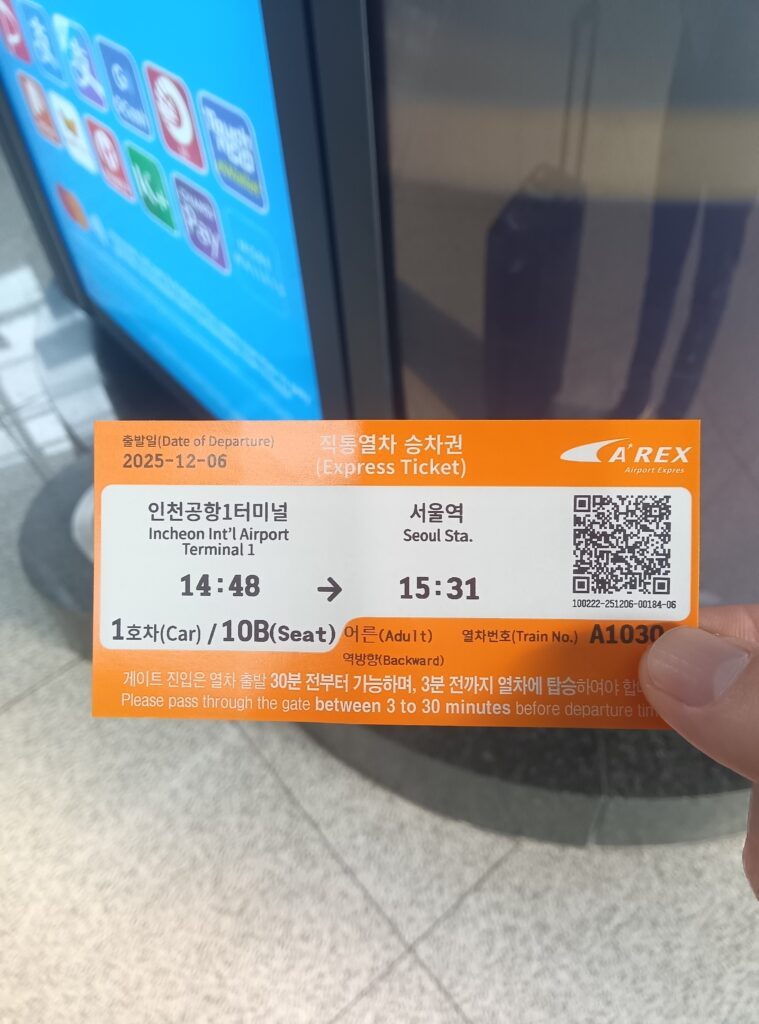 출발일(Date of Departure)
2025-12-06
직통열차 승차권
(Express Ticket)
A'REX
Airport Expres
인천공항1터미널
Incheon Int'l Airport
Terminal 1
14:48
→
서울역
Seoul Sta.
15:31
100222-251206-00184-06
1호차(Car) / 10B(Seat)
어른(Adult)
역방향(Backward)
열차번호(Train No.) A1030
게이트 진입은 열차 출발 30분 전부터 가능하며, 3분 전까지 열차에 탑승하여야
Please pass through the gate between 3 to 30 minutes before departure
Pay